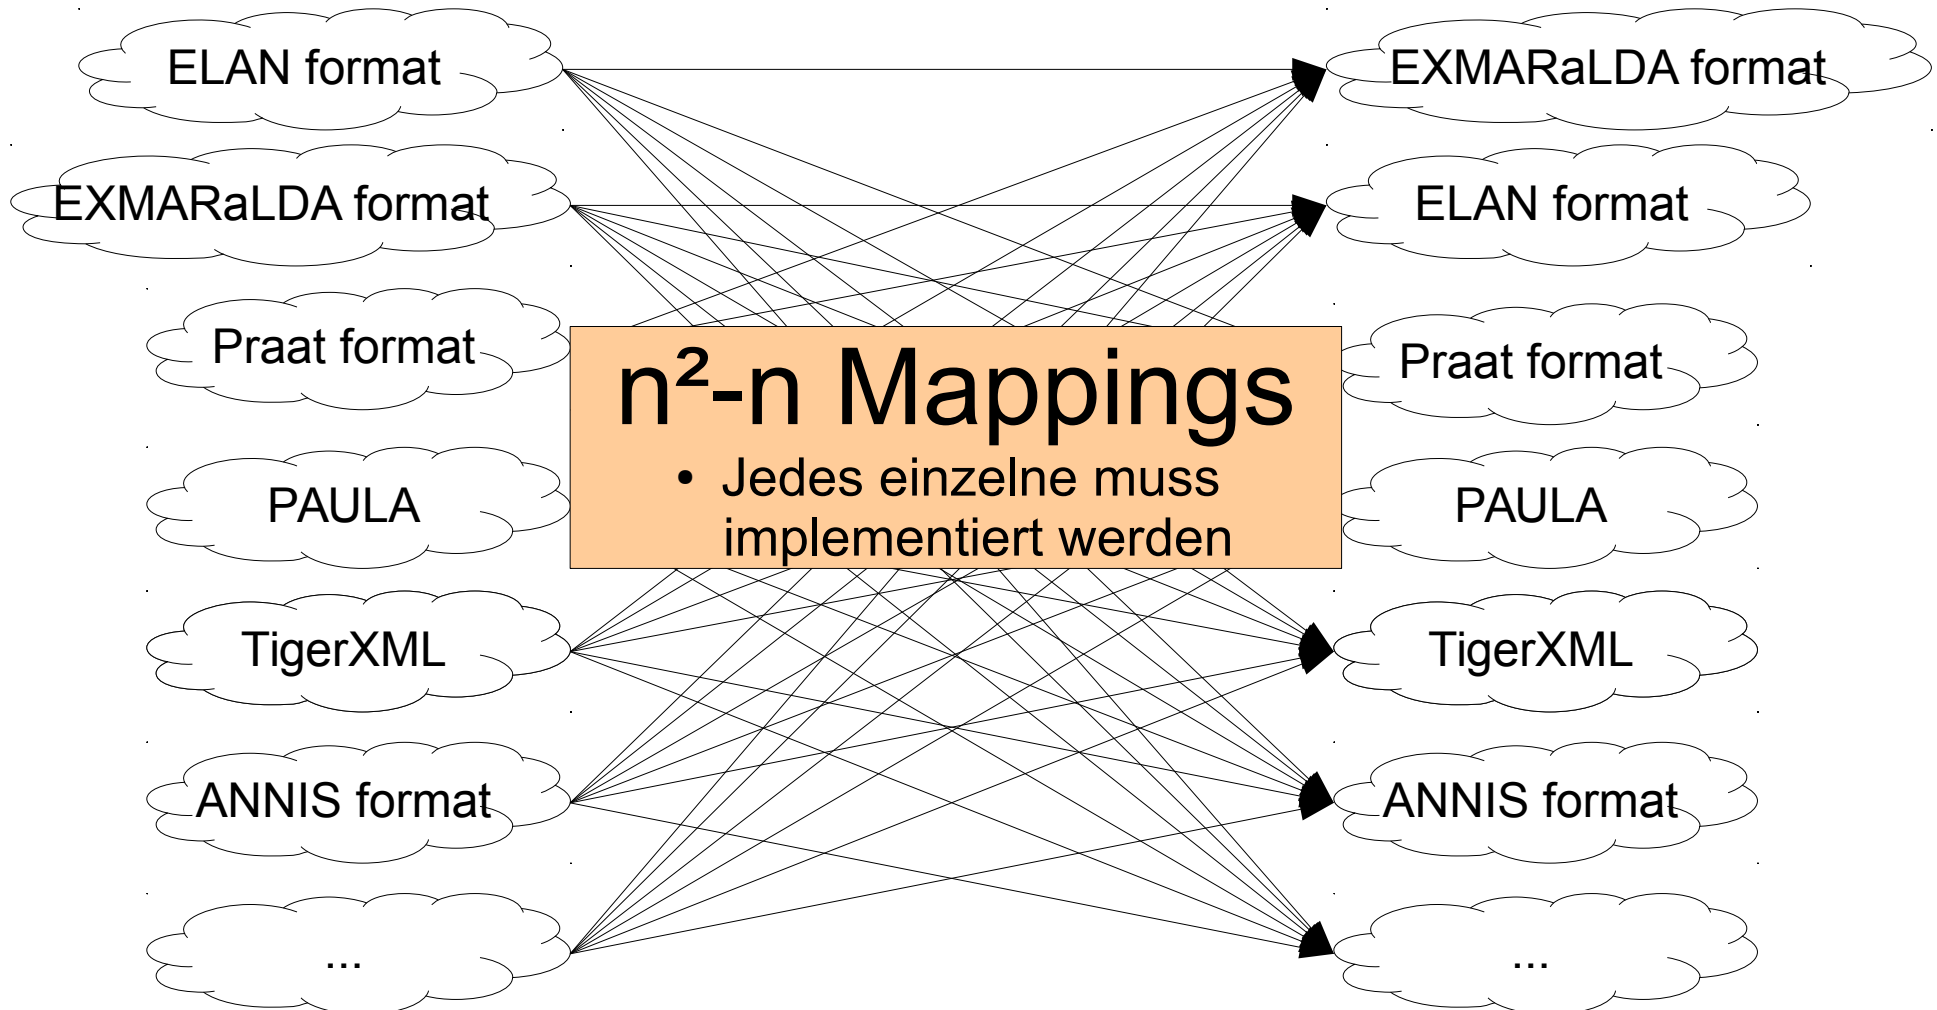 ELAN format
EXMARaLDA format
EXMARaLDA format
ELAN format
Praat format
Praat format
n²-n Mappings
• Jedes einzelne muss
implementiert werden
PAULA
PAULA
TigerXML
TigerXML
ANNIS format
ANNIS format
...
...